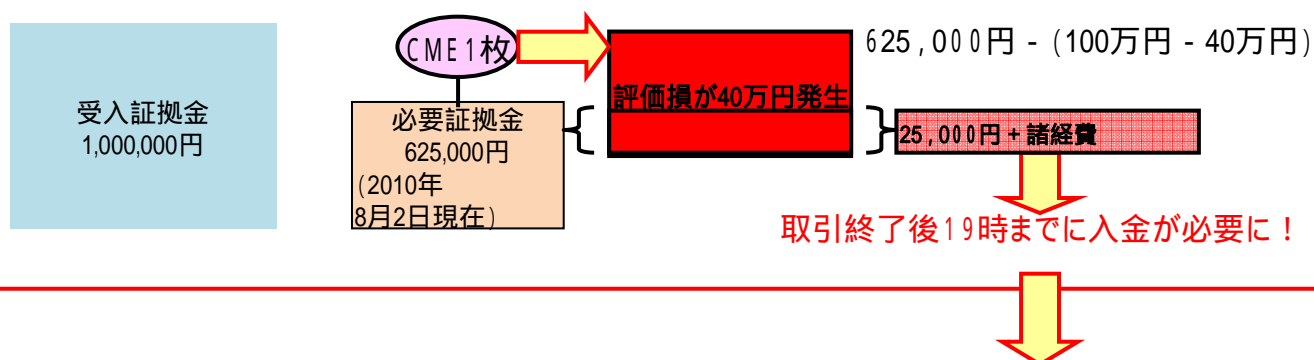 受入証拠金
1,000,000円
CME1枚
必要証拠金
625,000円
(2010年
8月2日現在)
評価損が40万円発生
625,000円 - (100万円 - 40万円)
25,000円+諸経費
取引終了後19時までに入金が必要に！